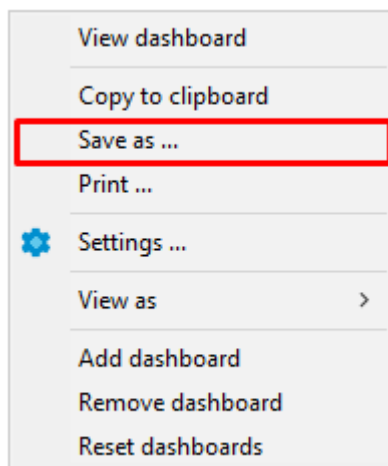 View dashboard
Copy to clipboard
Save as ...
Print ...
Settings ...
View as
Add dashboard
Remove dashboard
Reset dashboards